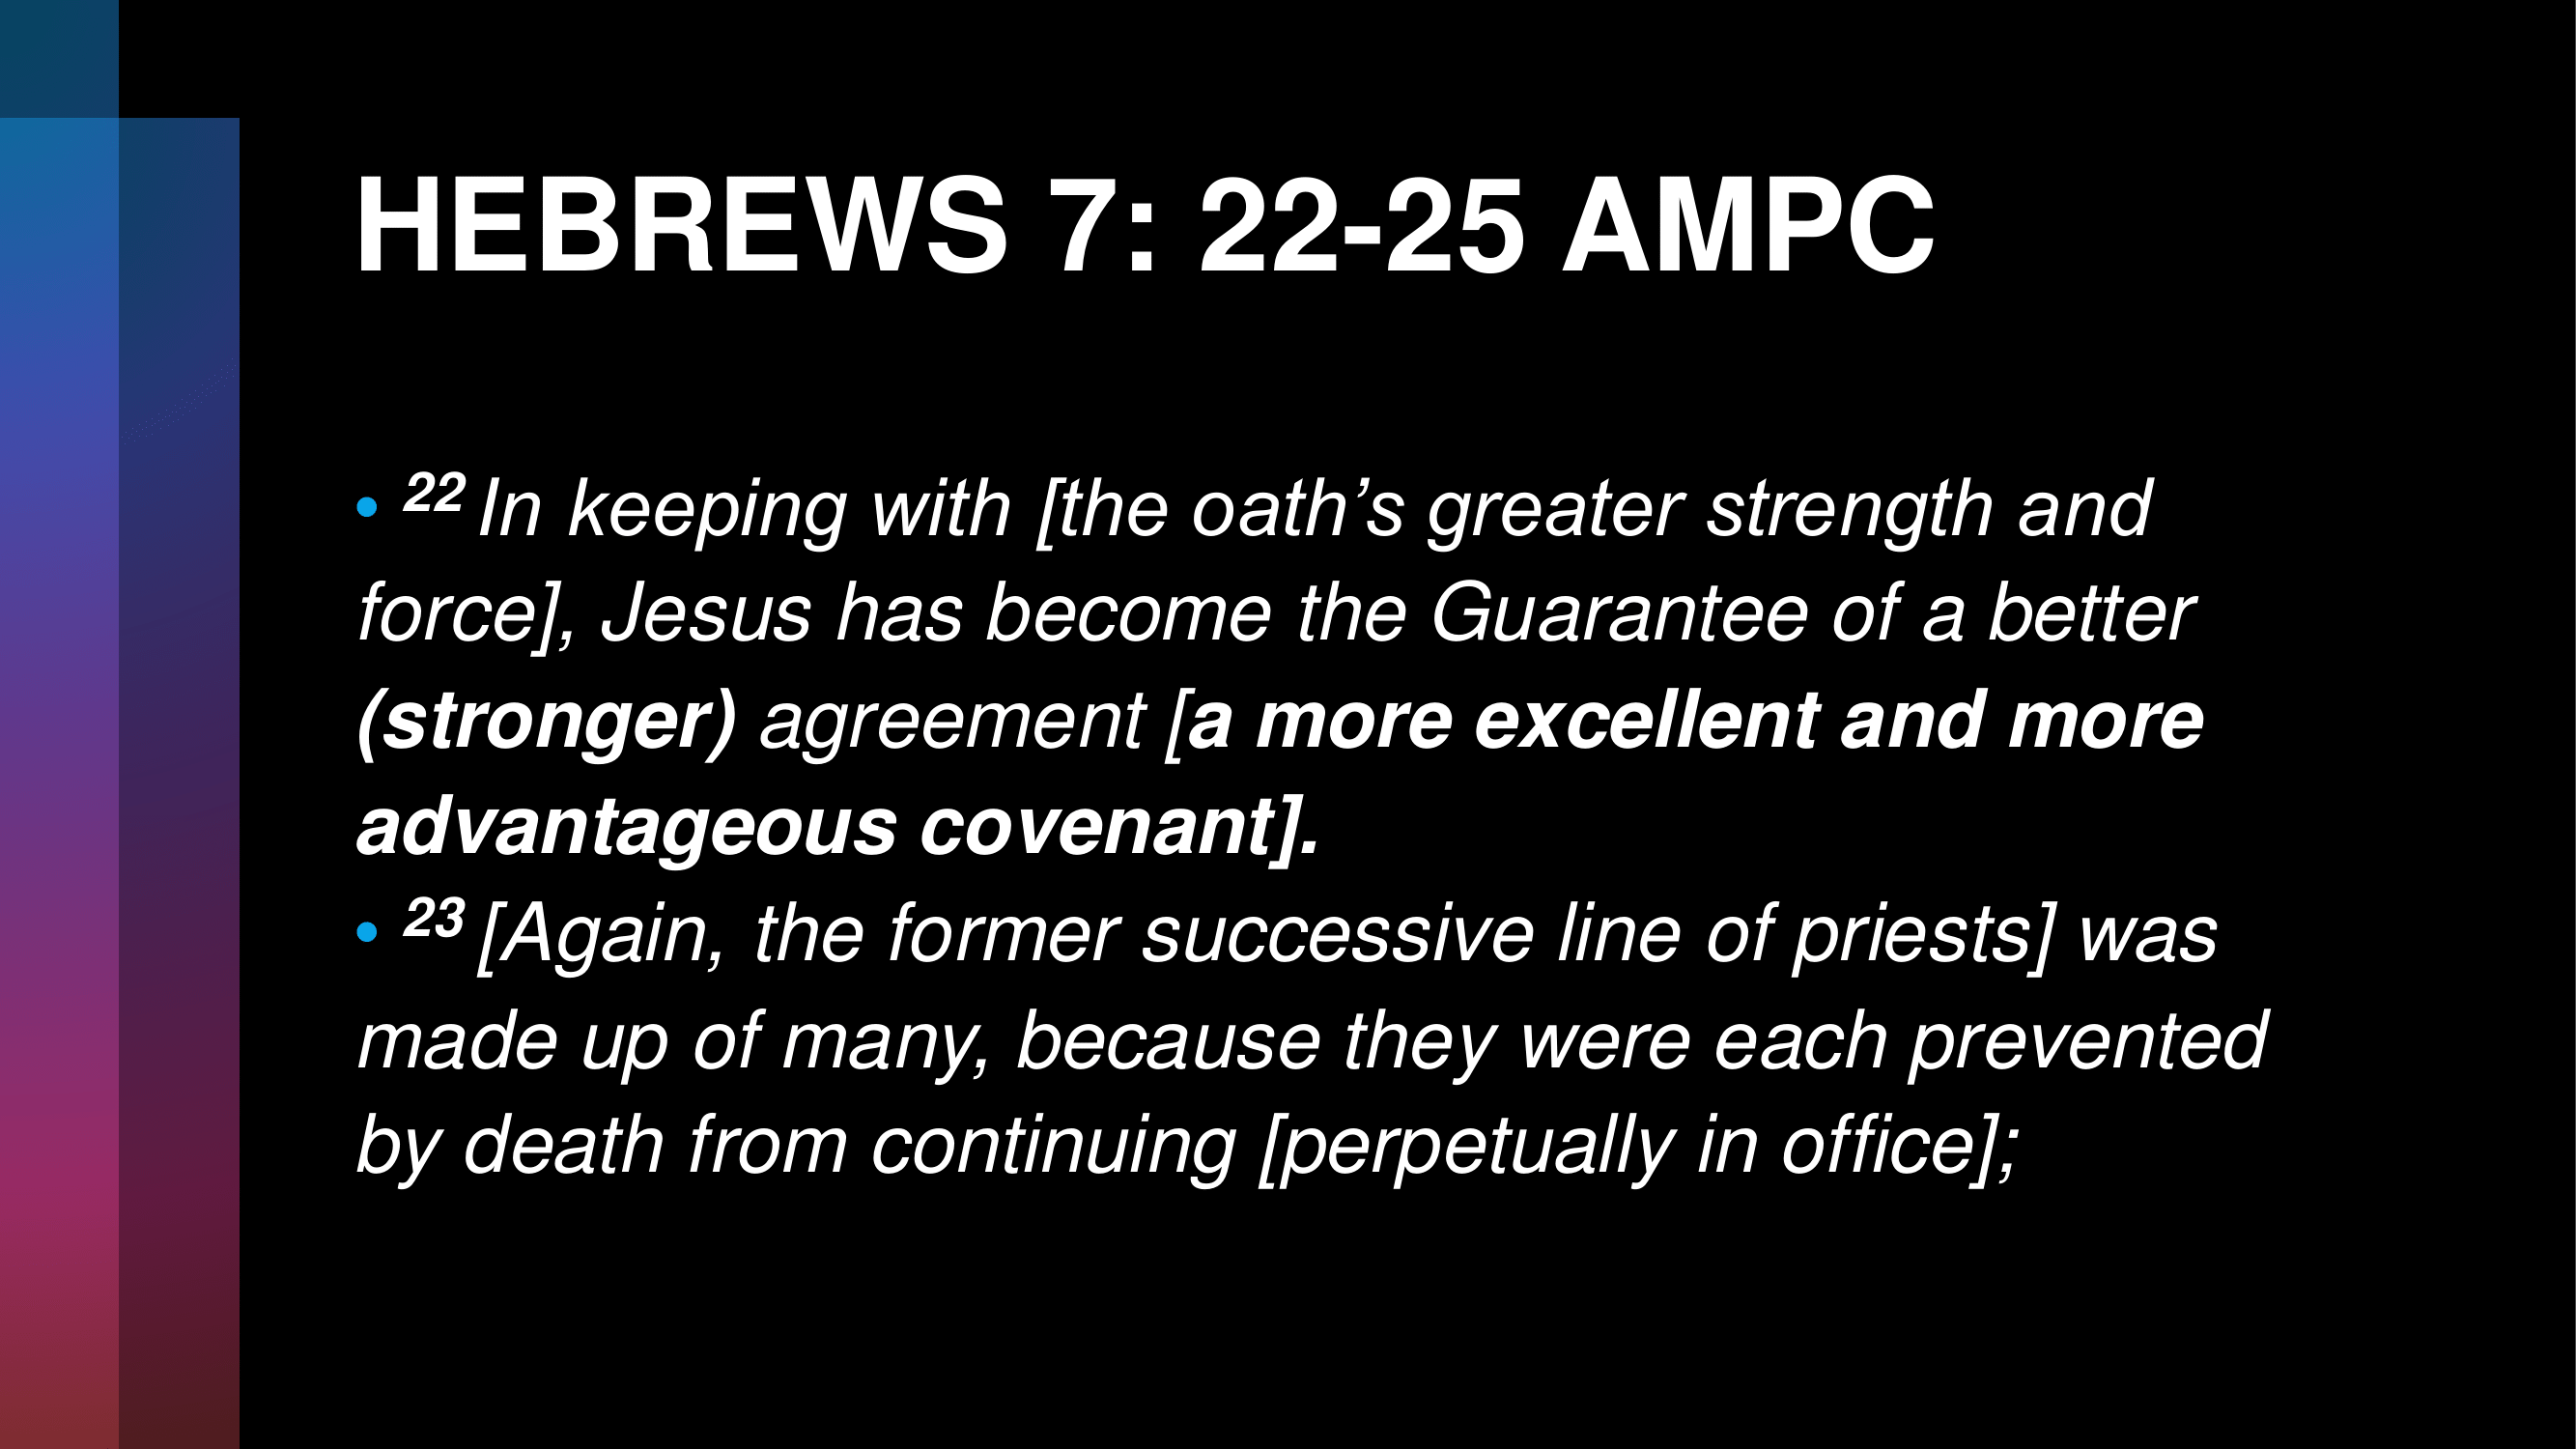 HEBREWS 7: 22-25 AMPC
• 22 In keeping with [the oath’s greater strength and
force], Jesus has become the Guarantee of a better
(stronger) agreement [a more excellent and more
advantageous covenant].
• 23 [Again, the former successive line of priests] was
made up of many, because they were each prevented
by death from continuing [perpetually in office];